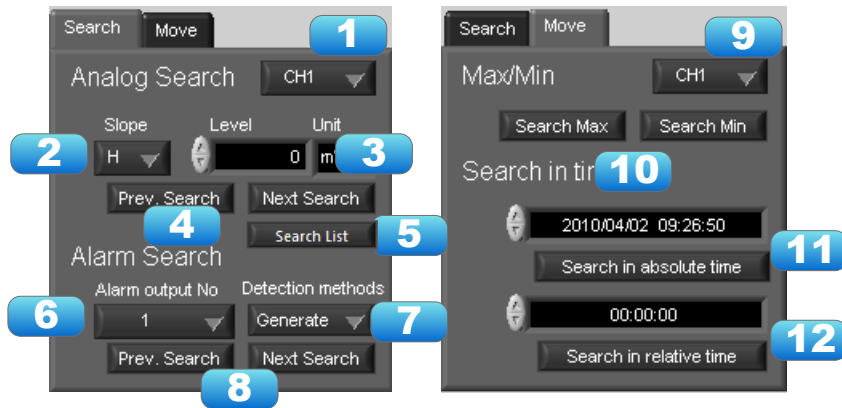 Search Move
1
Analog Search CH1
Slope Level Unit
2 H 0 m 3
Prev. Search Next Search
4
Search List 5
Alarm Search
Alarm output No Detection methods
6 1 Generate 7
Prev. Search Next Search
8
Search Move
9
Max/Min CH1
Search Max Search Min
Search in 10
2010/04/02 09:26:50
11
Search in absolute time
00:00:00
12
Search in relative time